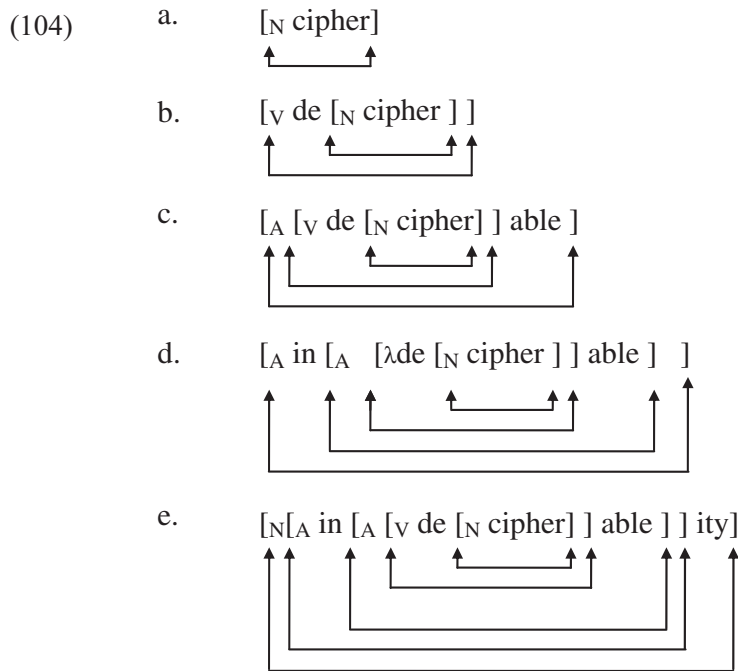 (104) a. [N cipher]
b. [V de [N cipher ] ]
c. [A [V de [N cipher] ] able ]
d. [A in [A [λde [N cipher ] ] able ] ]
e. [N[A in [A [V de [N cipher] ] able ] ] ity]